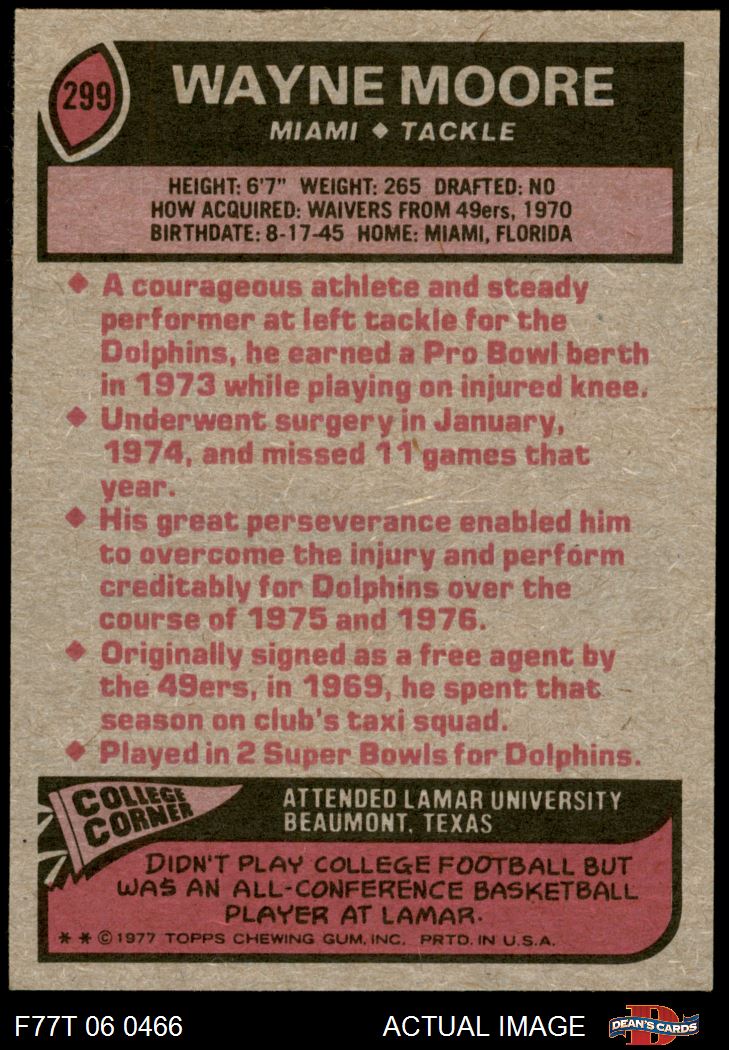 299
WAYNE MOORE
MIAMI ◆ TACKLE
HEIGHT: 6'7" WEIGHT: 265 DRAFTED: NO
HOW ACQUIRED: WAIVERS FROM 49ers, 1970
BIRTHDATE: 8-17-45 HOME: MIAMI, FLORIDA
◆ A courageous athlete and steady
performer at left tackle for the
Dolphins, he earned a Pro Bowl berth
in 1973 while playing on injured knee.
◆ Underwent surgery in January,
1974, and missed 11 games that
year.
◆ His great perseverance enabled him
to overcome the injury and perform
creditably for Dolphins over the
course of 1975 and 1976.
◆ Originally signed as a free agent by
the 49ers, in 1969, he spent that
season on club's taxi squad.
◆ Played in 2 Super Bowls for Dolphins.
COLLEGE
CORNER
ATTENDED LAMAR UNIVERSITY
BEAUMONT, TEXAS
DIDN'T PLAY COLLEGE FOOTBALL BUT
WAS AN ALL-CONFERENCE BASKETBALL
PLAYER AT LAMAR.
** © 1977 TOPPS CHEWING GUM, INC. PRTD. IN U.S.A.
F77T 06 0466
ACTUAL IMAGE
D
DEAN'S CARDS